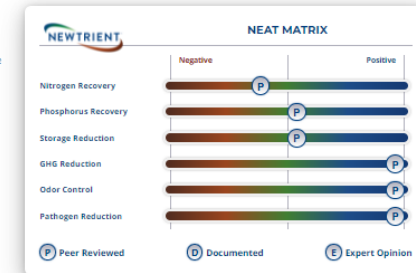 NEWTRIENT
NEAT MATRIX
Negative Positive
Nitrogen Recovery P
Phosphorus Recovery P
Storage Reduction P
GHG Reduction P
Odor Control P
Pathogen Reduction P
P Peer Reviewed D Documented E Expert Opinion